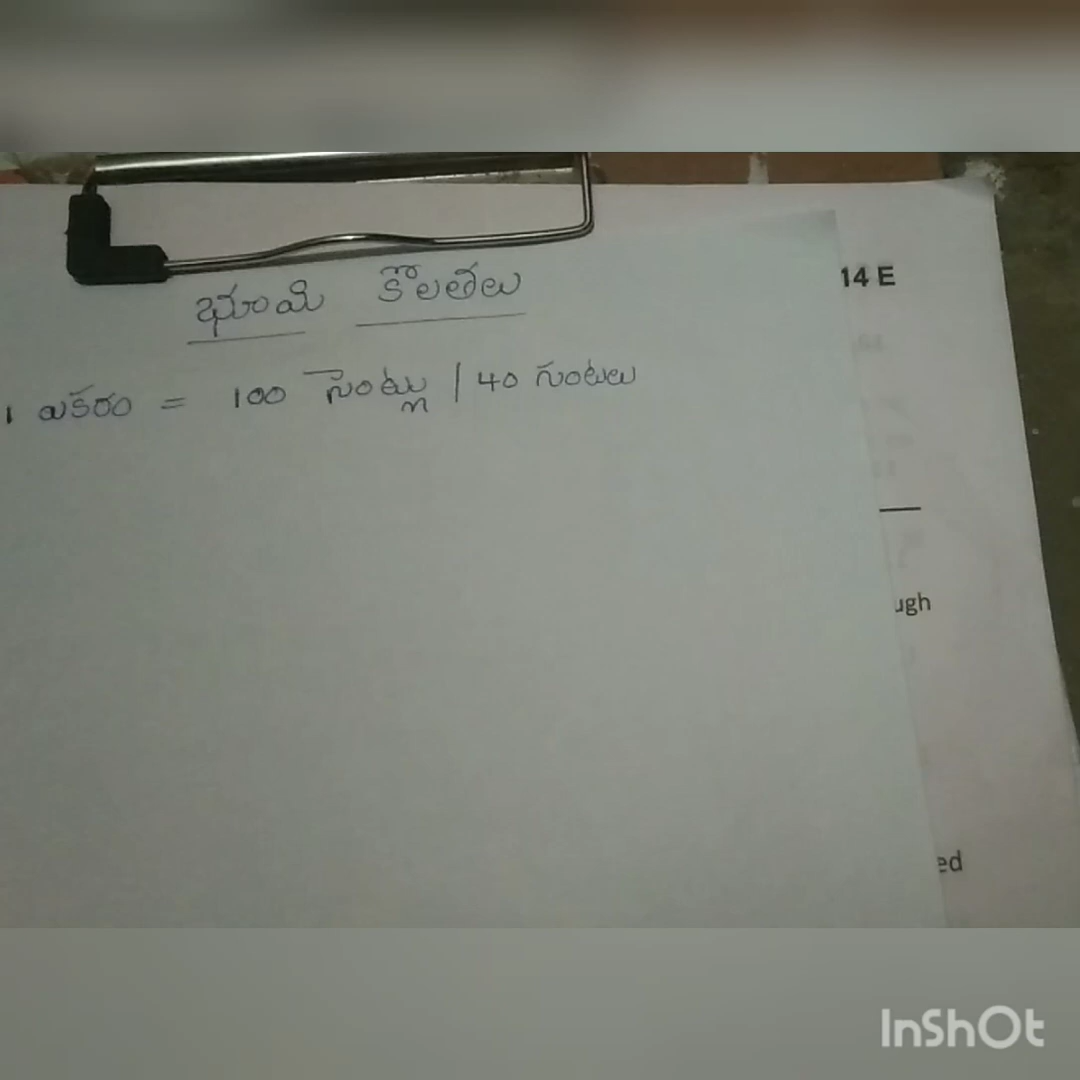 భూమి కొలతలు
1 ఎకరం = 100 సెంట్లు / 40 గుంటలు
14 E
ugh
ed
InShOt